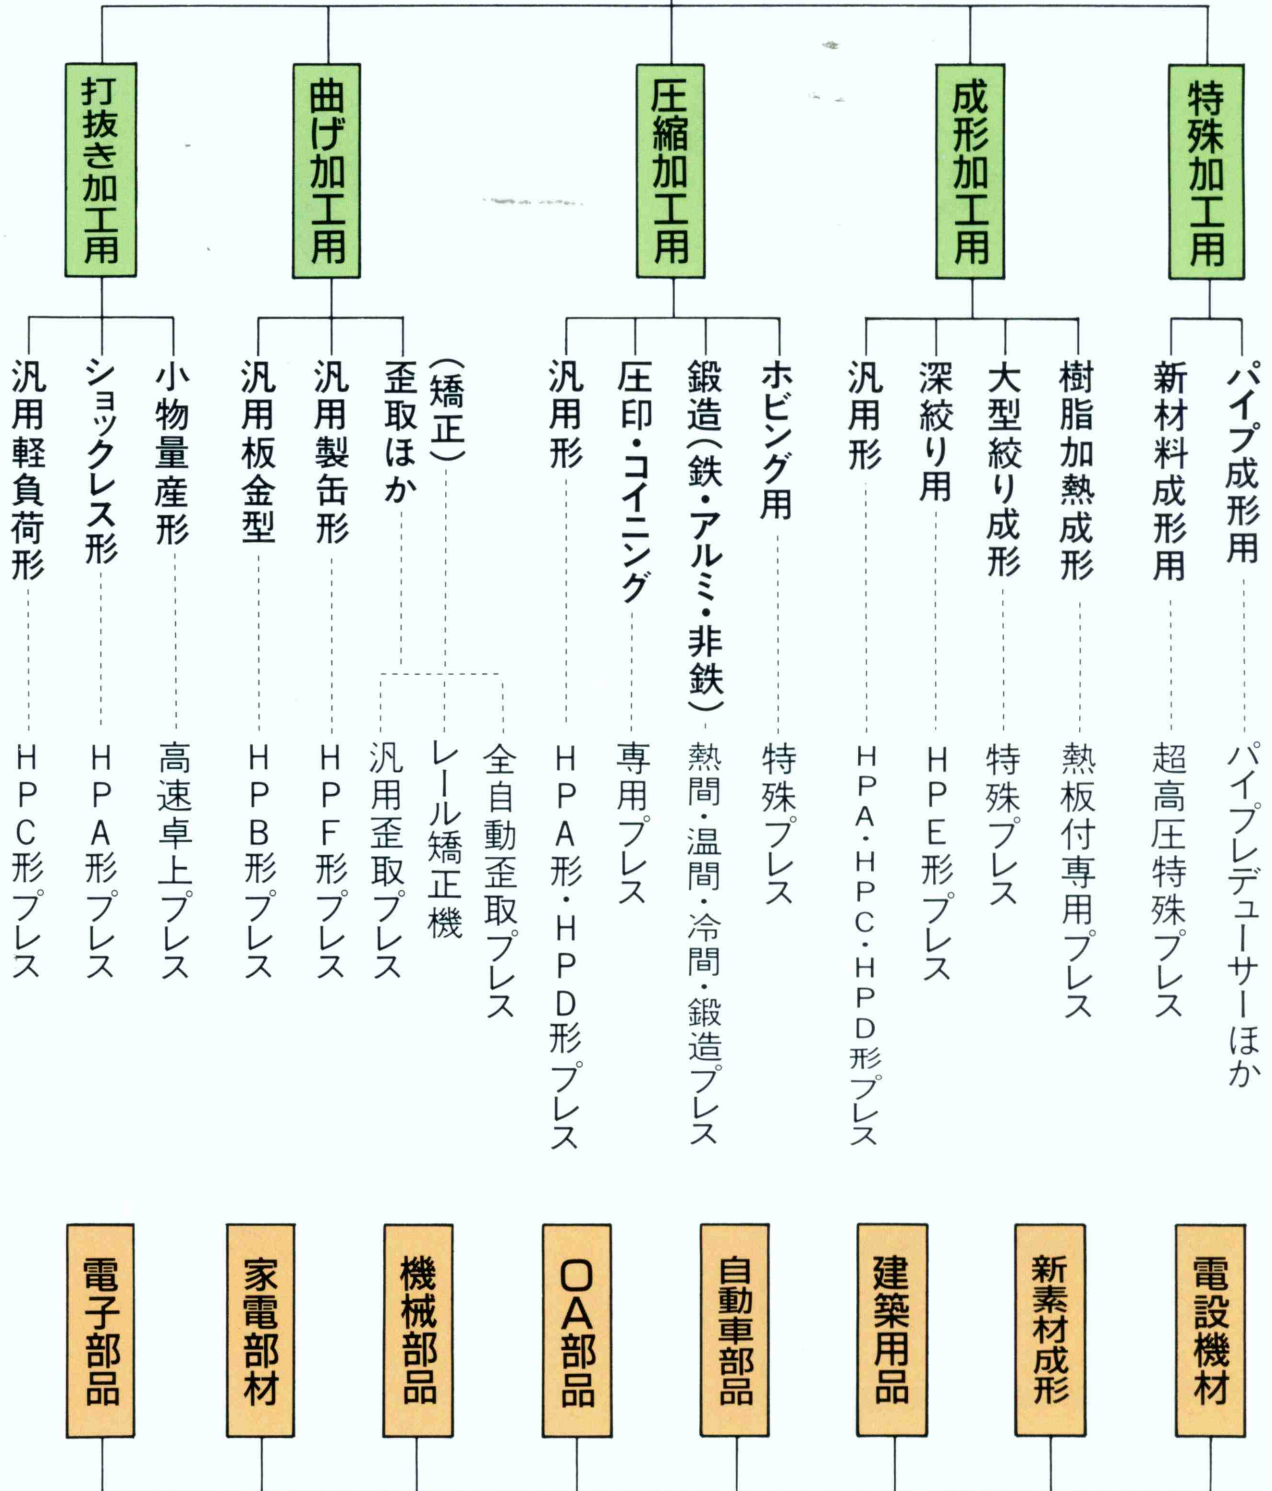 打抜き加工用
曲げ加工用
圧縮加工用
成形加工用
特殊加工用
汎用軽負荷形
ショックレス形
小物量産形
汎用板金型
汎用製缶形
歪取ほか
(矯正)
汎用形
圧印・コイニング
鍛造(鉄・アルミ・非鉄)
ホビング用
汎用形
深絞り用
大型絞り成形
樹脂加熱成形
新材料成形用
パイプ成形用
HPC形プレス
HPA形プレス
高速卓上プレス
HPB形プレス
HPF形プレス
汎用歪取プレス
レール矯正機
全自動歪取プレス
HPA形・HPD形プレス
専用プレス
熱間・温間・冷間・鍛造プレス
特殊プレス
HPA・HPC・HPD形プレス
HPE形プレス
特殊プレス
熱板付専用プレス
超高圧特殊プレス
パイプレデューサーほか
電子部品
家電部材
機械部品
OA部品
自動車部品
建築用品
新素材成形
電設機材